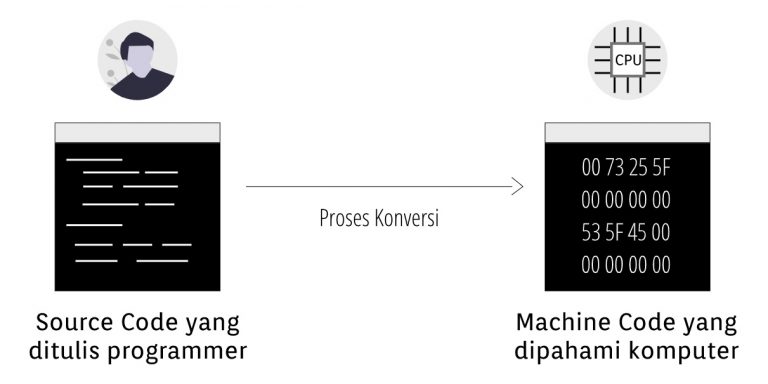 CPU
00 73 25 5F
00 00 00 00
53 5F 45 00
00 00 00 00
Proses Konversi
Source Code yang
ditulis programmer
Machine Code yang
dipahami komputer